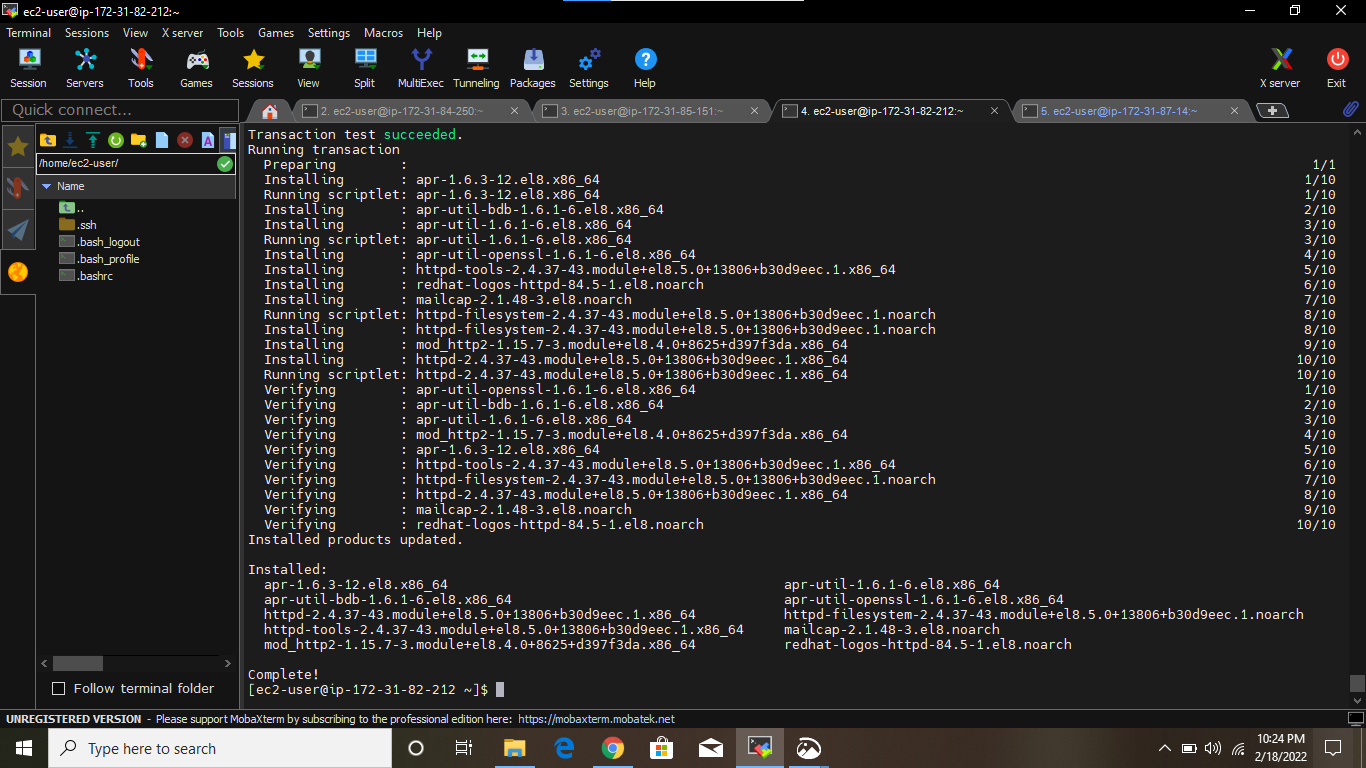 ec2-user@ip-172-31-82-212:~
Terminal Sessions View X server Tools Games Settings Macros Help
Session Servers Tools Games Sessions View Split MultiExec Tunneling Packages Settings Help X server Exit
Quick connect...
2. ec2-user@ip-172-31-84-250:~
3. ec2-user@ip-172-31-85-151:~
4. ec2-user@ip-172-31-82-212:~
5. ec2-user@ip-172-31-87-14:~
/home/ec2-user/
Name
..
.ssh
.bash_logout
.bash_profile
.bashrc
Follow terminal folder
Transaction test succeeded.
Running transaction
Preparing : 1/1
Installing : apr-1.6.3-12.el8.x86_64 1/10
Running scriptlet: apr-1.6.3-12.el8.x86_64 1/10
Installing : apr-util-bdb-1.6.1-6.el8.x86_64 2/10
Installing : apr-util-1.6.1-6.el8.x86_64 3/10
Running scriptlet: apr-util-1.6.1-6.el8.x86_64 3/10
Installing : apr-util-openssl-1.6.1-6.el8.x86_64 4/10
Installing : httpd-tools-2.4.37-43.module+el8.5.0+13806+b30d9eec.1.x86_64 5/10
Installing : redhat-logos-httpd-84.5-1.el8.noarch 6/10
Installing : mailcap-2.1.48-3.el8.noarch 7/10
Running scriptlet: httpd-filesystem-2.4.37-43.module+el8.5.0+13806+b30d9eec.1.noarch 8/10
Installing : httpd-filesystem-2.4.37-43.module+el8.5.0+13806+b30d9eec.1.noarch 8/10
Installing : mod_http2-1.15.7-3.module+el8.4.0+8625+d397f3da.x86_64 9/10
Installing : httpd-2.4.37-43.module+el8.5.0+13806+b30d9eec.1.x86_64 10/10
Running scriptlet: httpd-2.4.37-43.module+el8.5.0+13806+b30d9eec.1.x86_64 10/10
Verifying : apr-util-openssl-1.6.1-6.el8.x86_64 1/10
Verifying : apr-util-bdb-1.6.1-6.el8.x86_64 2/10
Verifying : apr-util-1.6.1-6.el8.x86_64 3/10
Verifying : mod_http2-1.15.7-3.module+el8.4.0+8625+d397f3da.x86_64 4/10
Verifying : apr-1.6.3-12.el8.x86_64 5/10
Verifying : httpd-tools-2.4.37-43.module+el8.5.0+13806+b30d9eec.1.x86_64 6/10
Verifying : httpd-filesystem-2.4.37-43.module+el8.5.0+13806+b30d9eec.1.noarch 7/10
Verifying : httpd-2.4.37-43.module+el8.5.0+13806+b30d9eec.1.x86_64 8/10
Verifying : mailcap-2.1.48-3.el8.noarch 9/10
Verifying : redhat-logos-httpd-84.5-1.el8.noarch 10/10
Installed products updated.
Installed:
apr-1.6.3-12.el8.x86_64 apr-util-1.6.1-6.el8.x86_64
apr-util-bdb-1.6.1-6.el8.x86_64 apr-util-openssl-1.6.1-6.el8.x86_64
httpd-2.4.37-43.module+el8.5.0+13806+b30d9eec.1.x86_64 httpd-filesystem-2.4.37-43.module+el8.5.0+13806+b30d9eec.1.noarch
httpd-tools-2.4.37-43.module+el8.5.0+13806+b30d9eec.1.x86_64 mailcap-2.1.48-3.el8.noarch
mod_http2-1.15.7-3.module+el8.4.0+8625+d397f3da.x86_64 redhat-logos-httpd-84.5-1.el8.noarch
Complete!
[ec2-user@ip-172-31-82-212 ~]$
UNREGISTERED VERSION - Please support MobaXterm by subscribing to the professional edition here: https://mobaxterm.mobatek.net
Type here to search
10:24 PM
2/18/2022